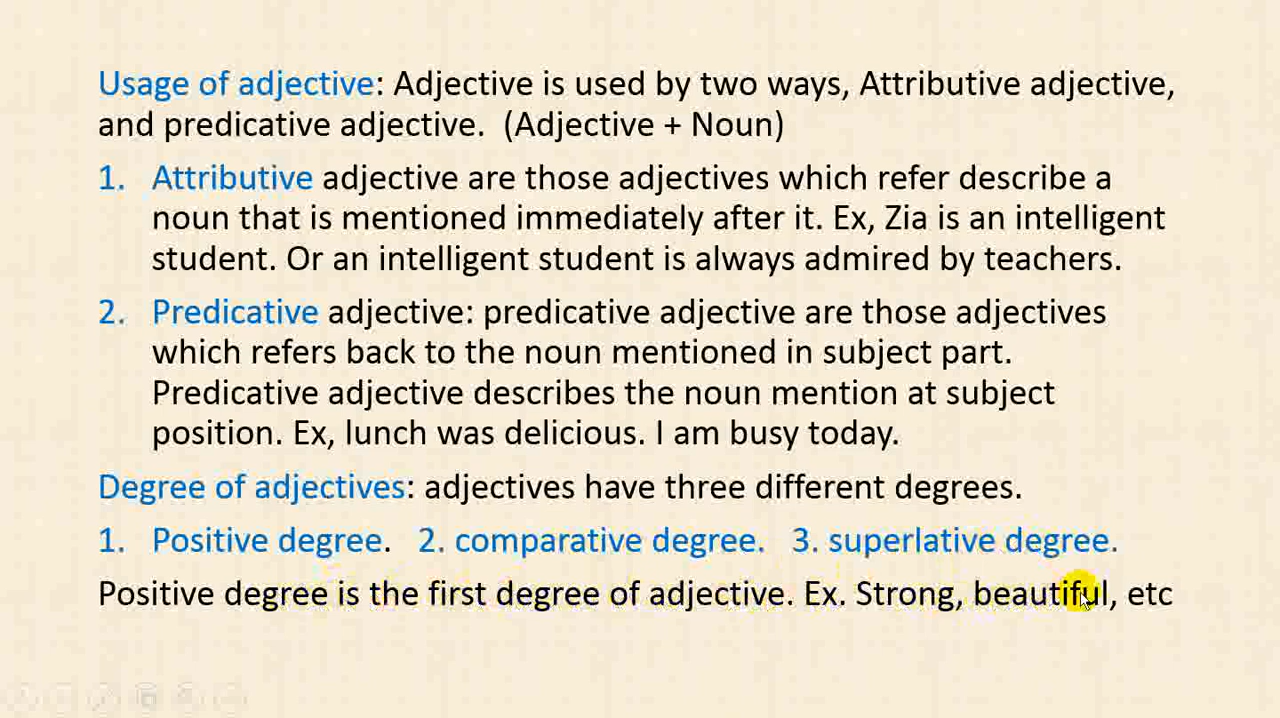 Usage of adjective: Adjective is used by two ways, Attributive adjective,
and predicative adjective. (Adjective + Noun)
1. Attributive adjective are those adjectives which refer describe a
noun that is mentioned immediately after it. Ex, Zia is an intelligent
student. Or an intelligent student is always admired by teachers.
2. Predicative adjective: predicative adjective are those adjectives
which refers back to the noun mentioned in subject part.
Predicative adjective describes the noun mention at subject
position. Ex, lunch was delicious. I am busy today.
Degree of adjectives: adjectives have three different degrees.
1. Positive degree. 2. comparative degree. 3. superlative degree.
Positive degree is the first degree of adjective. Ex. Strong, beautiful, etc